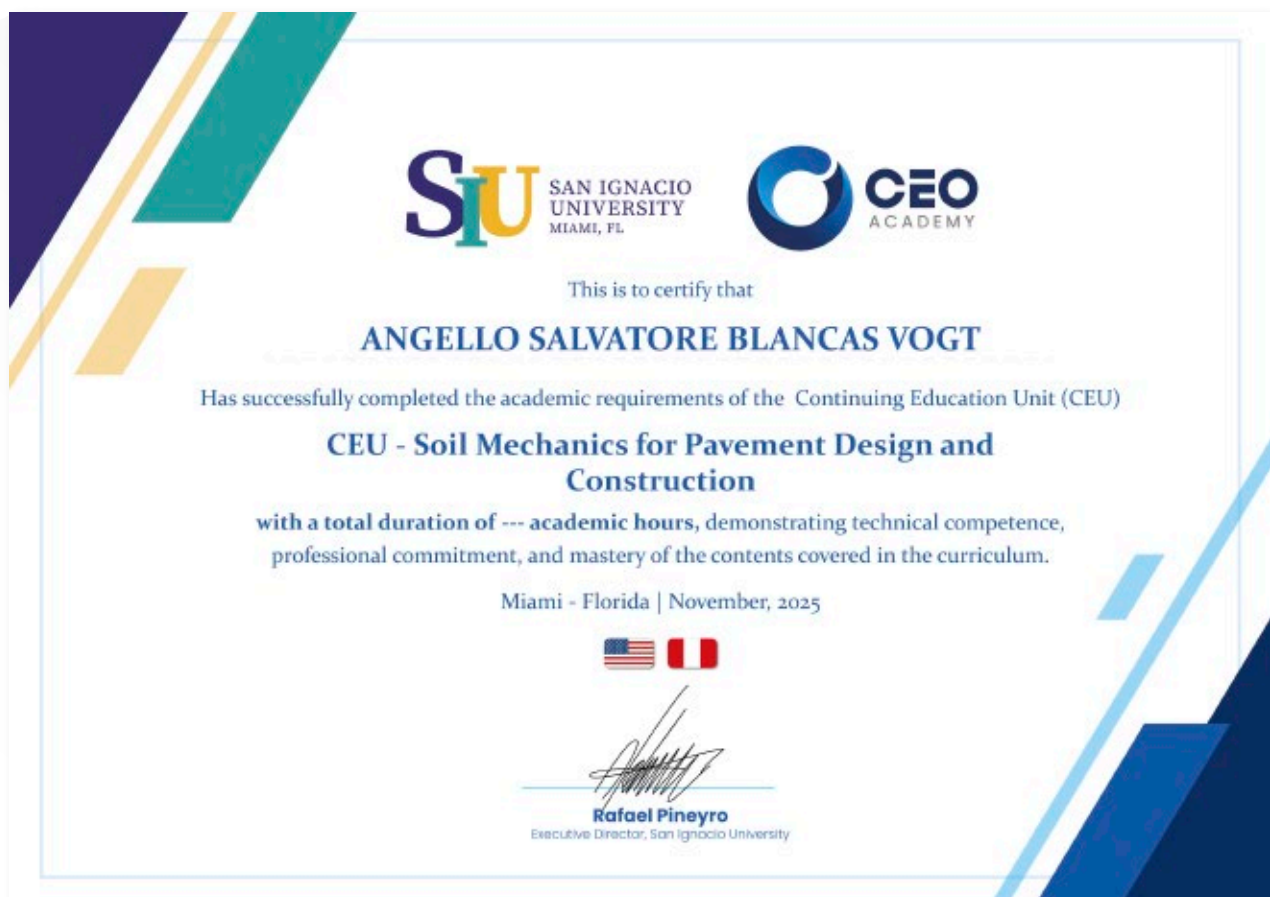 SIU
SAN IGNACIO
UNIVERSITY
MIAMI, FL
CEO
ACADEMY
This is to certify that
ANGELLO SALVATORE BLANCAS VOGT
Has successfully completed the academic requirements of the Continuing Education Unit (CEU)
CEU - Soil Mechanics for Pavement Design and
Construction
with a total duration of --- academic hours, demonstrating technical competence,
professional commitment, and mastery of the contents covered in the curriculum.
Miami - Florida | November, 2025
Rafael Pineyro
Executive Director, San Ignacio University